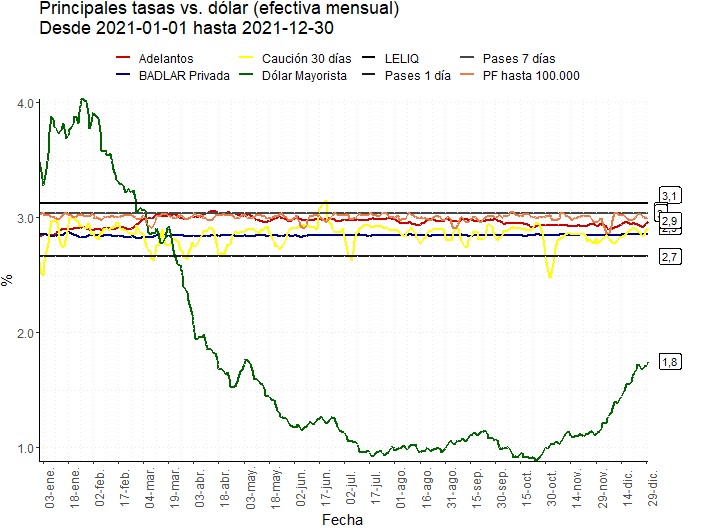 Principales tasas vs. dólar (efectiva mensual)
Desde 2021-01-01 hasta 2021-12-30
Adelantos
Caución 30 días
LELIQ
Pases 7 días
BADLAR Privada
Dólar Mayorista
Pases 1 día
PF hasta 100.000
4.0
3.0
2.0
1.0
%
3,1
2,9
2,9
2,7
1,8
03-ene.
18-ene.
02-feb.
17-feb.
04-mar.
19-mar.
03-abr.
18-abr.
03-may.
18-may.
02-jun.
17-jun.
02-jul.
17-jul.
01-ago.
16-ago.
31-ago.
15-sep.
30-sep.
15-oct.
30-oct.
14-nov.
29-nov.
14-dic.
29-dic.
Fecha